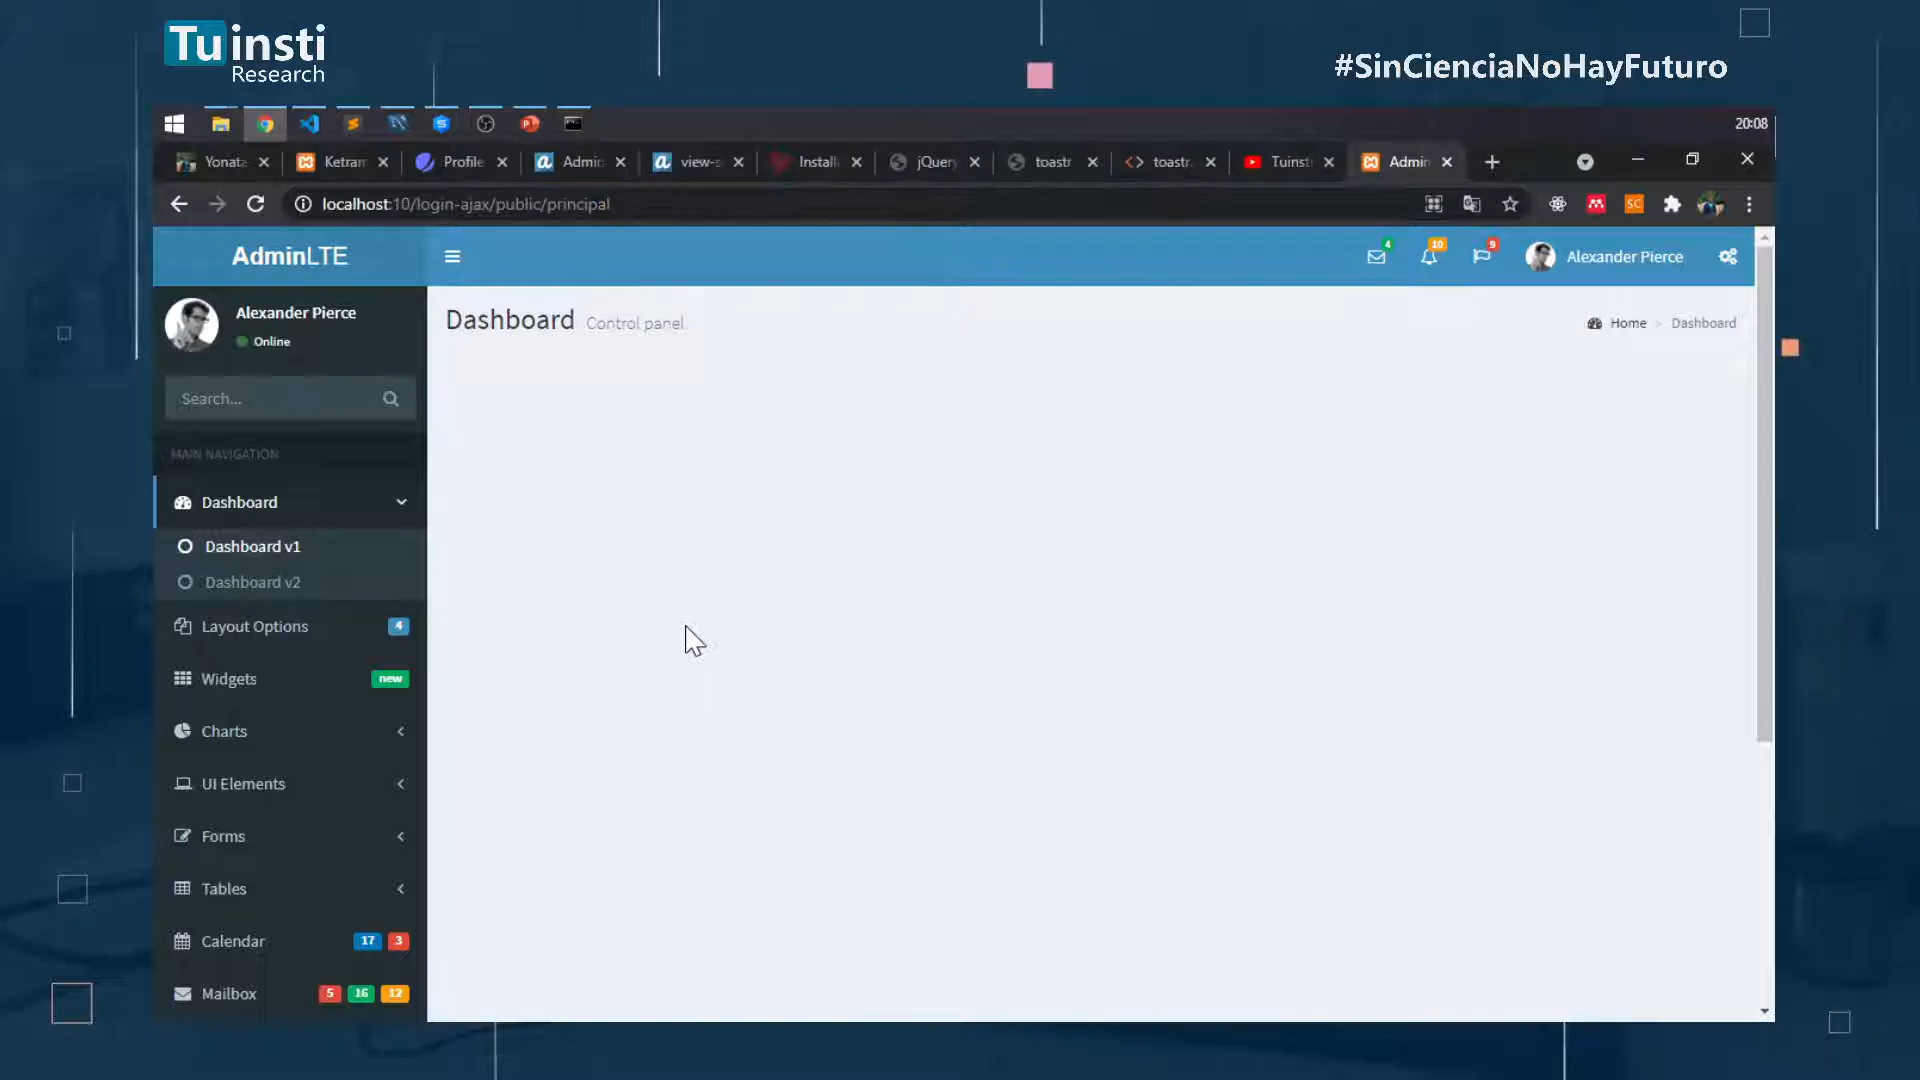 Tuinsti
Research
#SinCienciaNoHayFuturo
20:08
Yonata
Ketram
Profile
Admin
view-s
Install
jQuery
toastr
toastr
Tuinsti
Admin
localhost:10/login-ajax/public/principal
SC
AdminLTE
4
10
9
Alexander Pierce
Alexander Pierce
Online
Dashboard Control panel
Home > Dashboard
Search...
MAIN NAVIGATION
Dashboard
Dashboard v1
Dashboard v2
Layout Options 4
Widgets new
Charts
UI Elements
Forms
Tables
Calendar 17 3
Mailbox 5 16 12